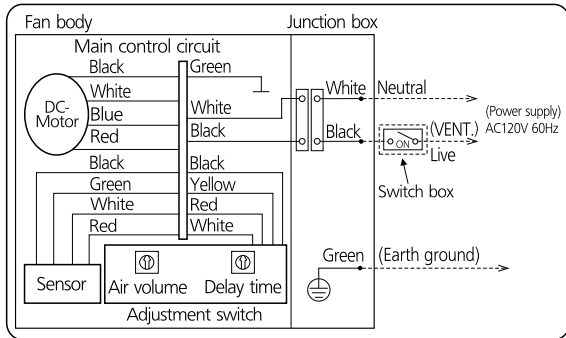 Fan body
Junction box
Main control circuit
Black
Green
White
Blue
Red
DC-
Motor
White
Black
White
Neutral
Black
(VENT.)
Live
(Power supply)
AC120V 60Hz
ON
Switch box
Black
Black
Green
Yellow
White
Red
Red
White
Sensor
Air volume
Delay time
Adjustment switch
Green
(Earth ground)